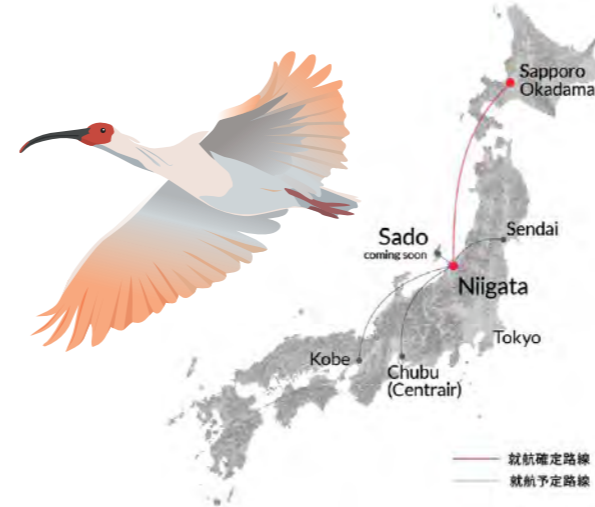 Sapporo
Okadama
Sendai
Sado
coming soon
Niigata
Tokyo
Kobe
Chubu
(Centrair)
就航確定路線
就航予定路線